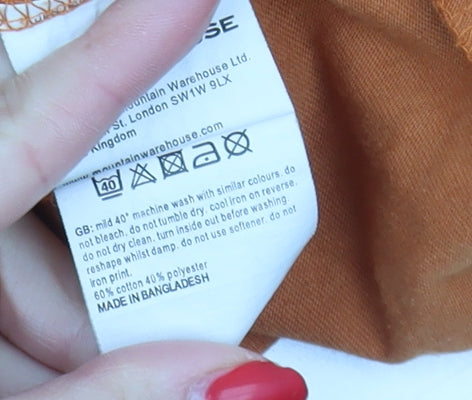 SE
ountain Warehouse Ltd.
St. London SW1W 9LX
Kingdom
mountainwarehouse.com
40
GB: mild 40° machine wash with similar colours. do
not bleach. do not tumble dry. cool iron on reverse.
do not dry clean. turn inside out before washing.
reshape whilst damp. do not use softener. do not
iron print.
60% cotton 40% polyester
MADE IN BANGLADESH